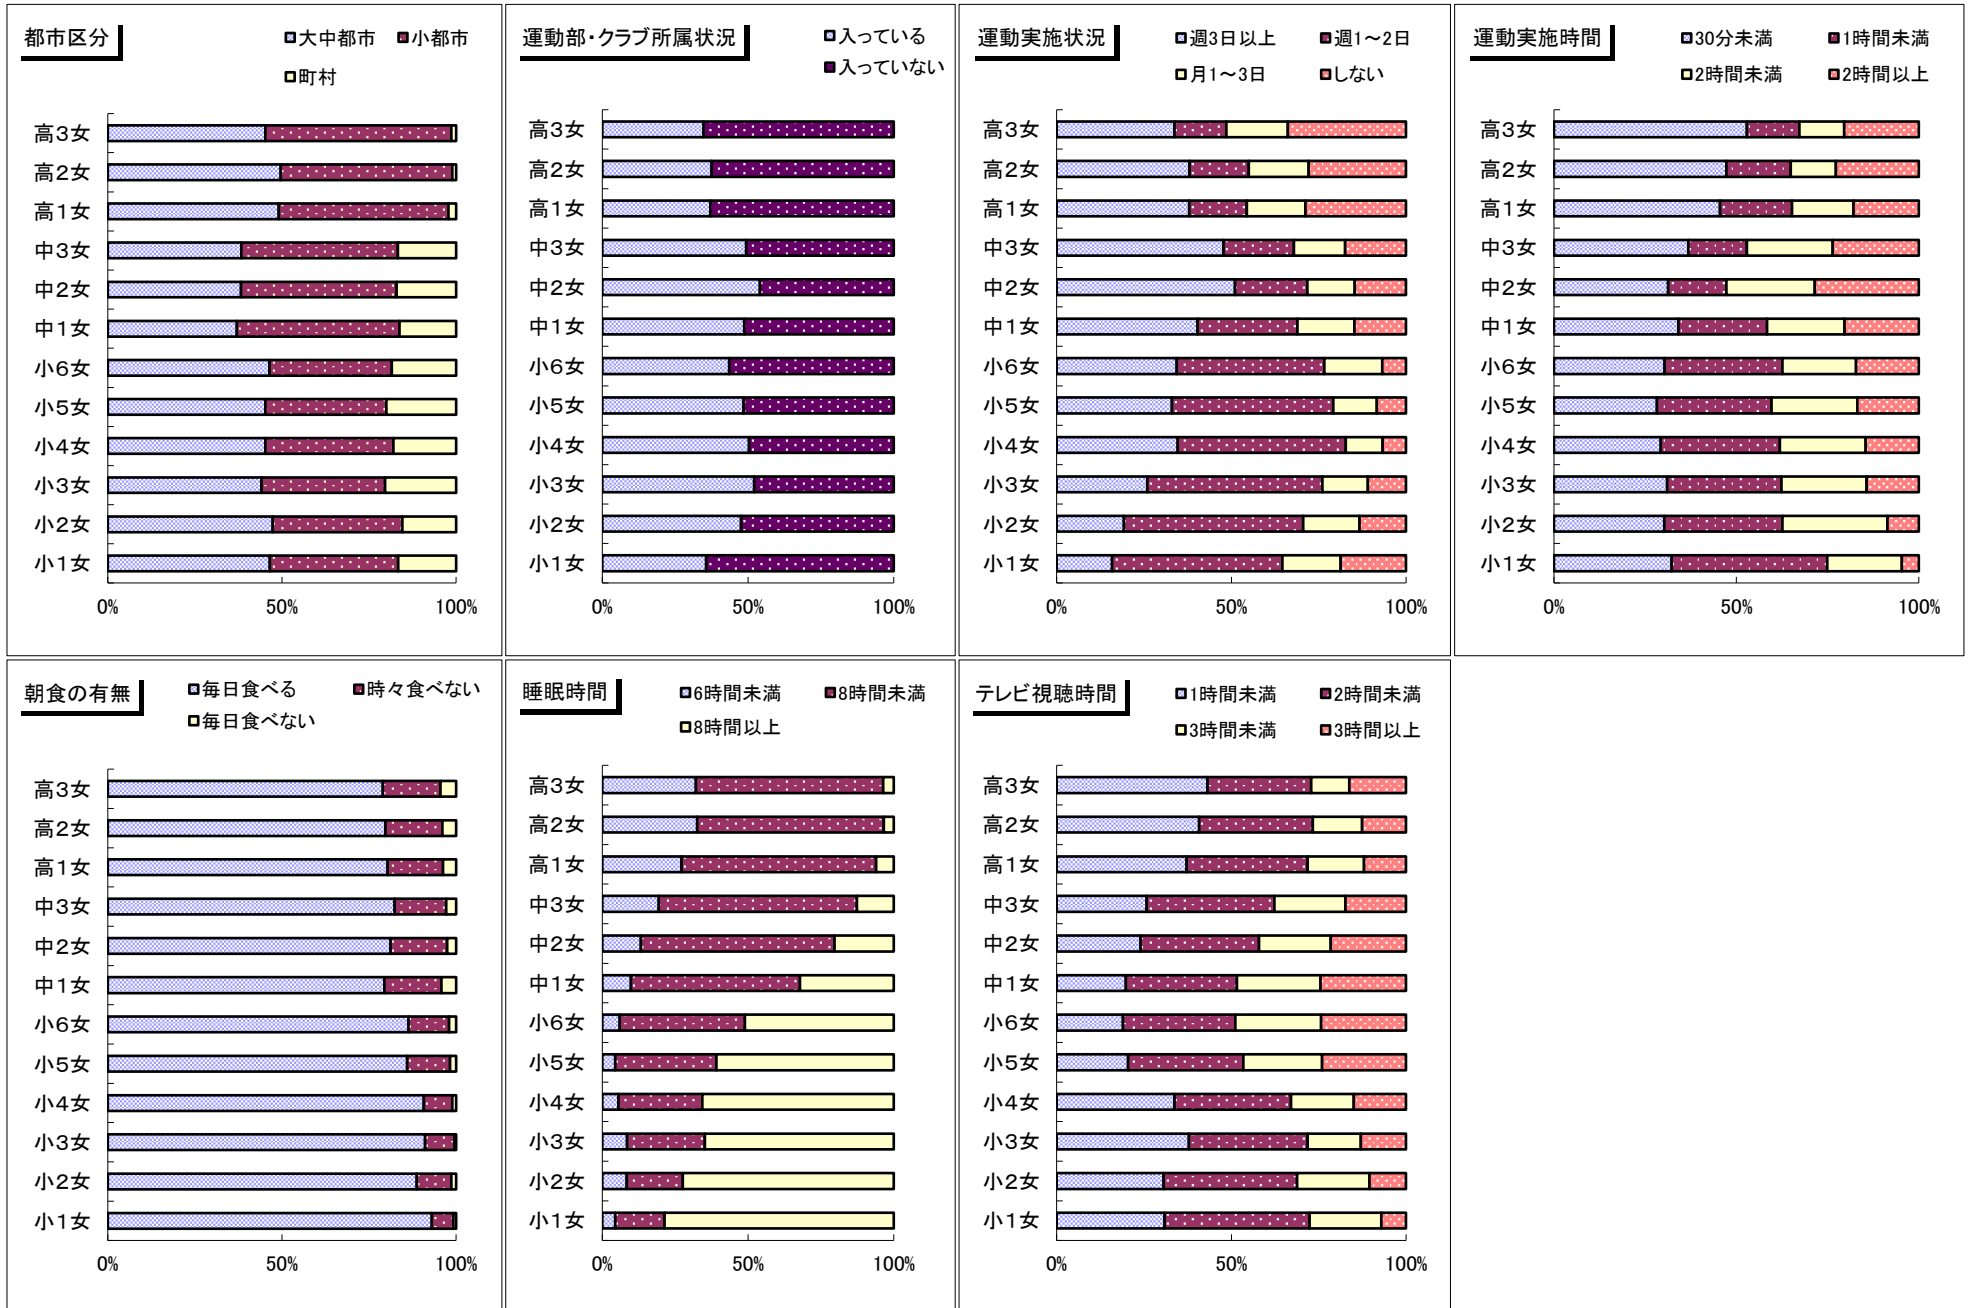 都市区分
大中都市 小都市
町村
高3女
高2女
高1女
中3女
中2女
中1女
小6女
小5女
小4女
小3女
小2女
小1女
0% 50% 100%
運動部・クラブ所属状況
入っている
入っていない
高3女
高2女
高1女
中3女
中2女
中1女
小6女
小5女
小4女
小3女
小2女
小1女
0% 50% 100%
運動実施状況
週3日以上 週1～2日
月1～3日 しない
高3女
高2女
高1女
中3女
中2女
中1女
小6女
小5女
小4女
小3女
小2女
小1女
0% 50% 100%
運動実施時間
30分未満 1時間未満
2時間未満 2時間以上
高3女
高2女
高1女
中3女
中2女
中1女
小6女
小5女
小4女
小3女
小2女
小1女
0% 50% 100%
朝食の有無
毎日食べる 時々食べない
毎日食べない
高3女
高2女
高1女
中3女
中2女
中1女
小6女
小5女
小4女
小3女
小2女
小1女
0% 50% 100%
睡眠時間
6時間未満 8時間未満
8時間以上
高3女
高2女
高1女
中3女
中2女
中1女
小6女
小5女
小4女
小3女
小2女
小1女
0% 50% 100%
テレビ視聴時間
1時間未満 2時間未満
3時間未満 3時間以上
高3女
高2女
高1女
中3女
中2女
中1女
小6女
小5女
小4女
小3女
小2女
小1女
0% 50% 100%